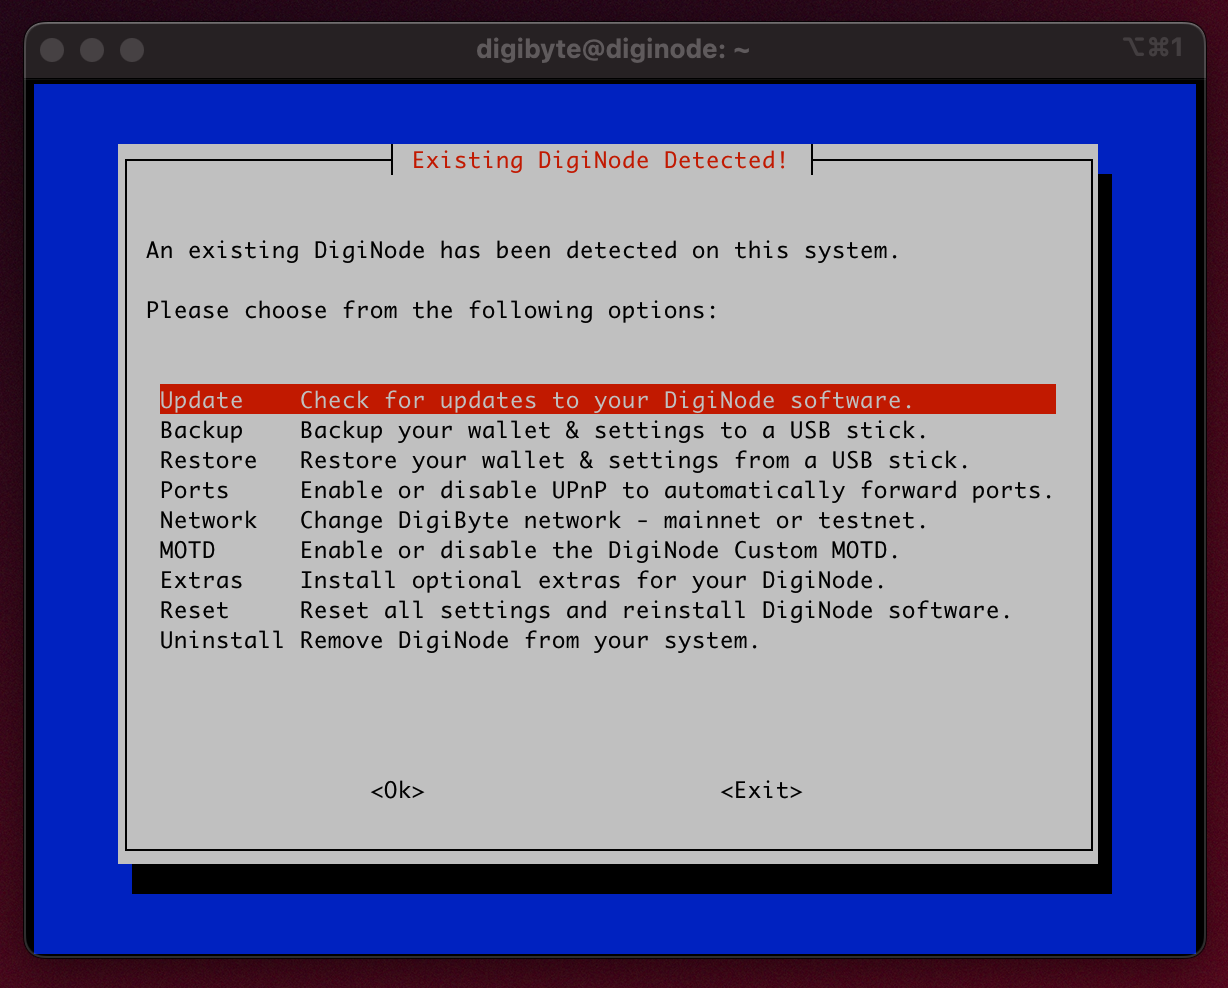 digibyte@diginode: ~
⌥⌘1
Existing DigiNode Detected!
An existing DigiNode has been detected on this system.
Please choose from the following options:
Update Check for updates to your DigiNode software.
Backup Backup your wallet & settings to a USB stick.
Restore Restore your wallet & settings from a USB stick.
Ports Enable or disable UPnP to automatically forward ports.
Network Change DigiByte network - mainnet or testnet.
MOTD Enable or disable the DigiNode Custom MOTD.
Extras Install optional extras for your DigiNode.
Reset Reset all settings and reinstall DigiNode software.
Uninstall Remove DigiNode from your system.
<Ok> <Exit>